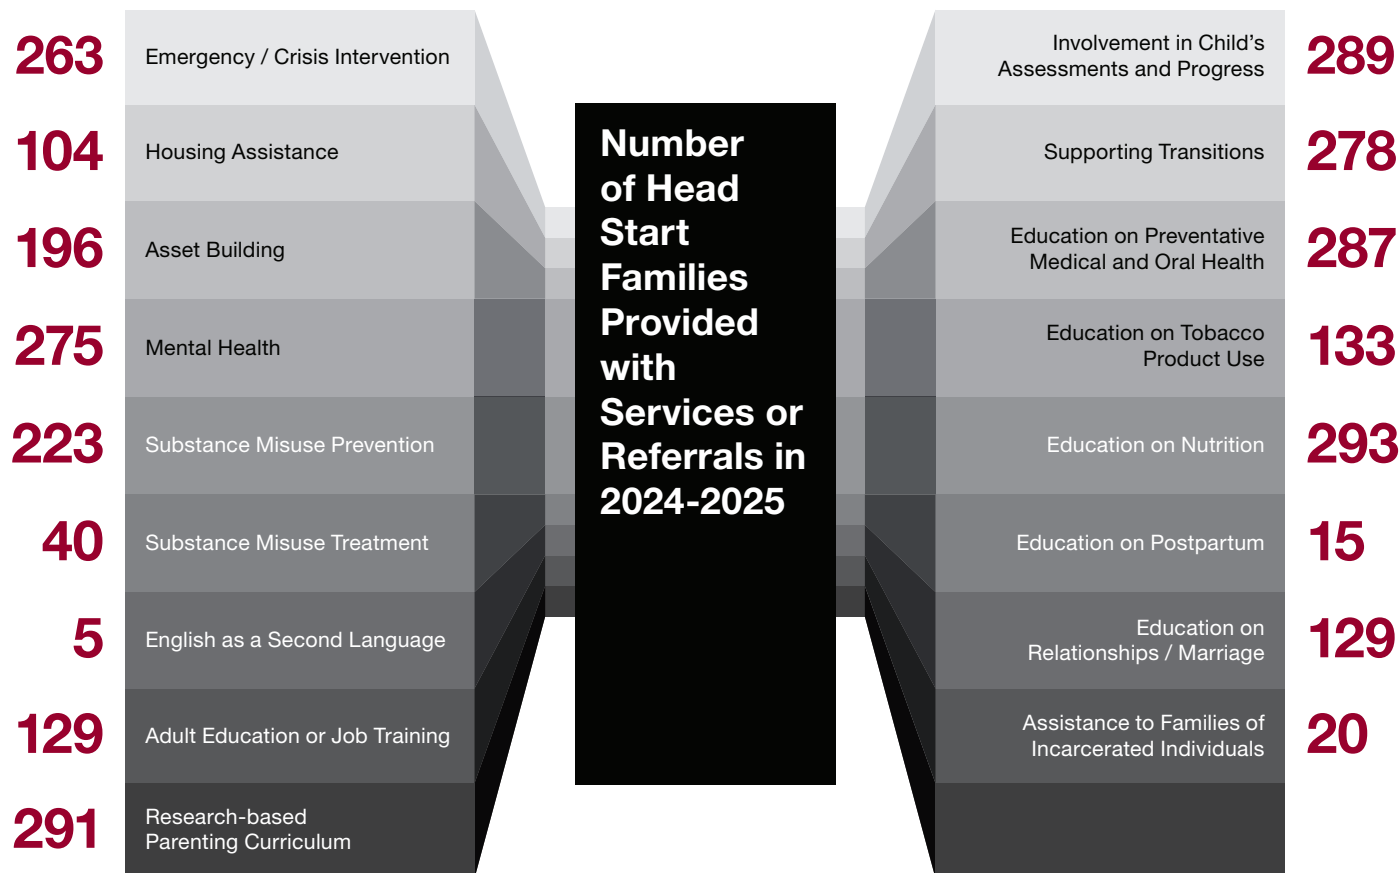 263
Emergency / Crisis Intervention
104
Housing Assistance
196
Asset Building
275
Mental Health
223
Substance Misuse Prevention
40
Substance Misuse Treatment
5
English as a Second Language
129
Adult Education or Job Training
291
Research-based
Parenting Curriculum
Number
of Head
Start
Families
Provided
with
Services or
Referrals in
2024-2025
Involvement in Child’s
Assessments and Progress
289
Supporting Transitions
278
Education on Preventative
Medical and Oral Health
287
Education on Tobacco
Product Use
133
Education on Nutrition
293
Education on Postpartum
15
Education on
Relationships / Marriage
129
Assistance to Families of
Incarcerated Individuals
20